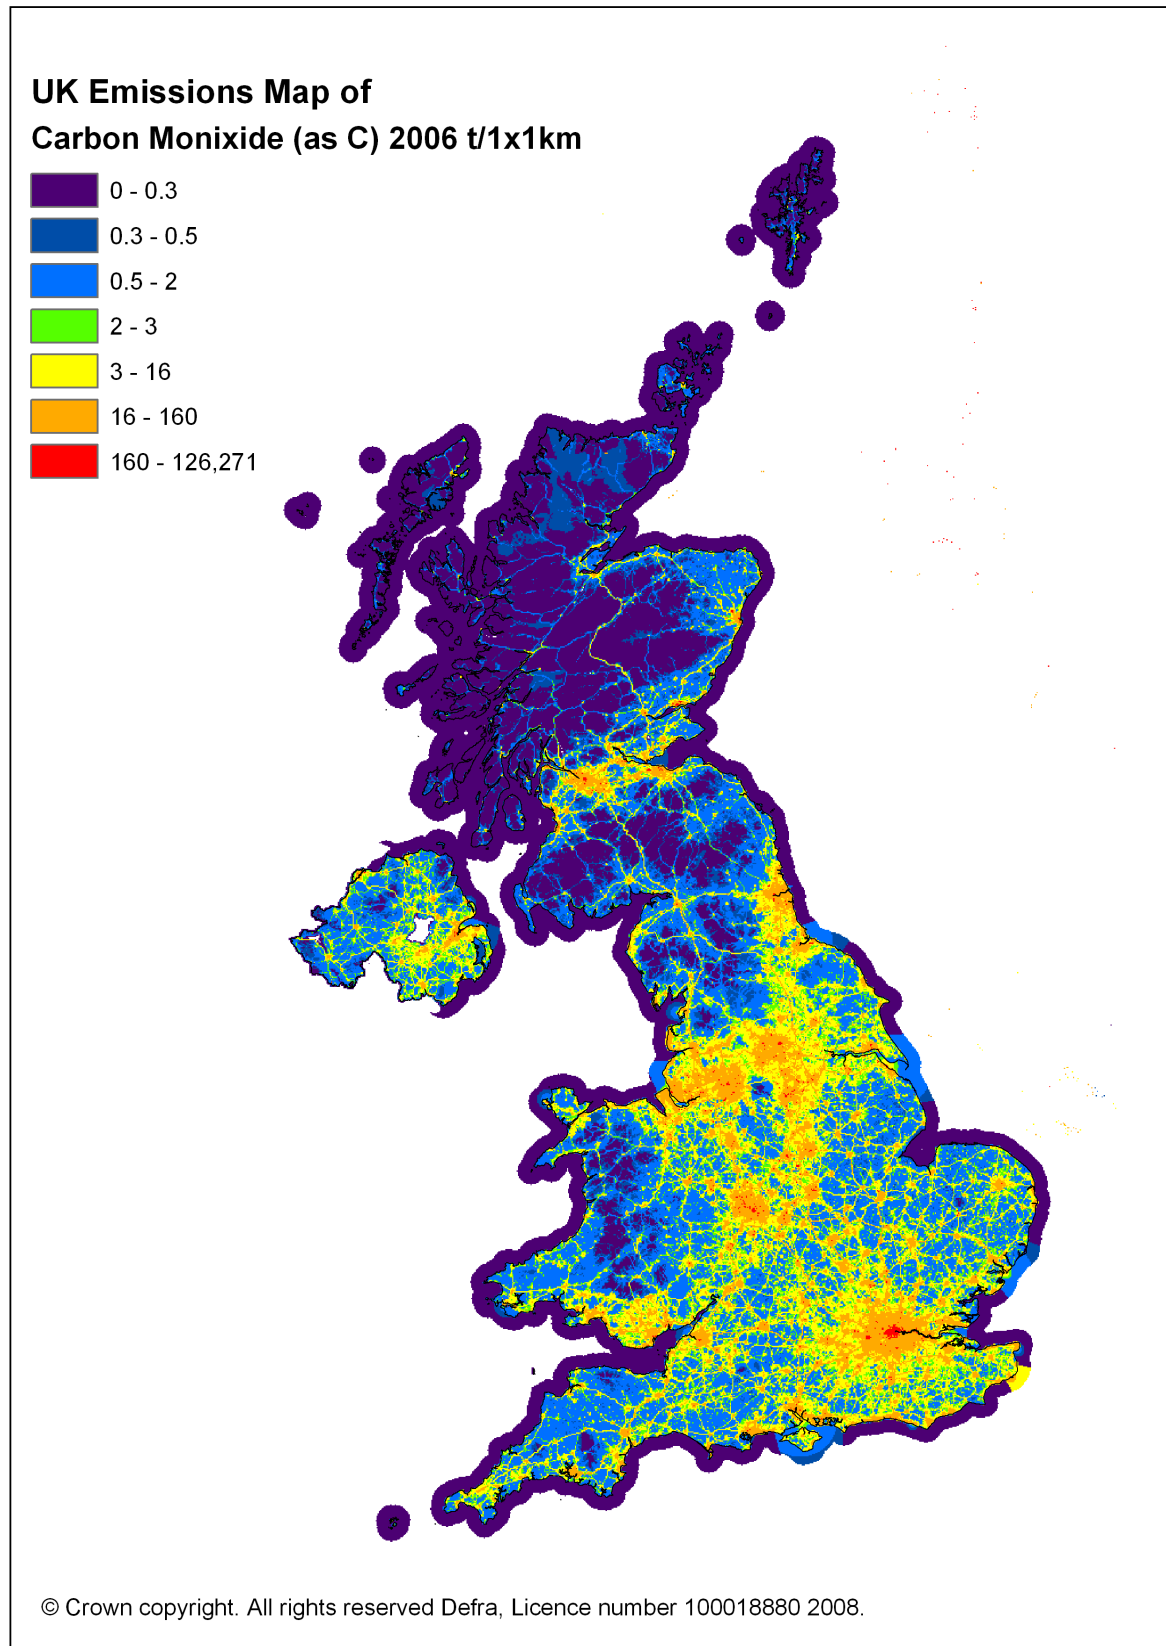 UK Emissions Map of
Carbon Monixide (as C) 2006 t/1x1km
0 - 0.3
0.3 - 0.5
0.5 - 2
2 - 3
3 - 16
16 - 160
160 - 126,271
© Crown copyright. All rights reserved Defra, Licence number 100018880 2008.